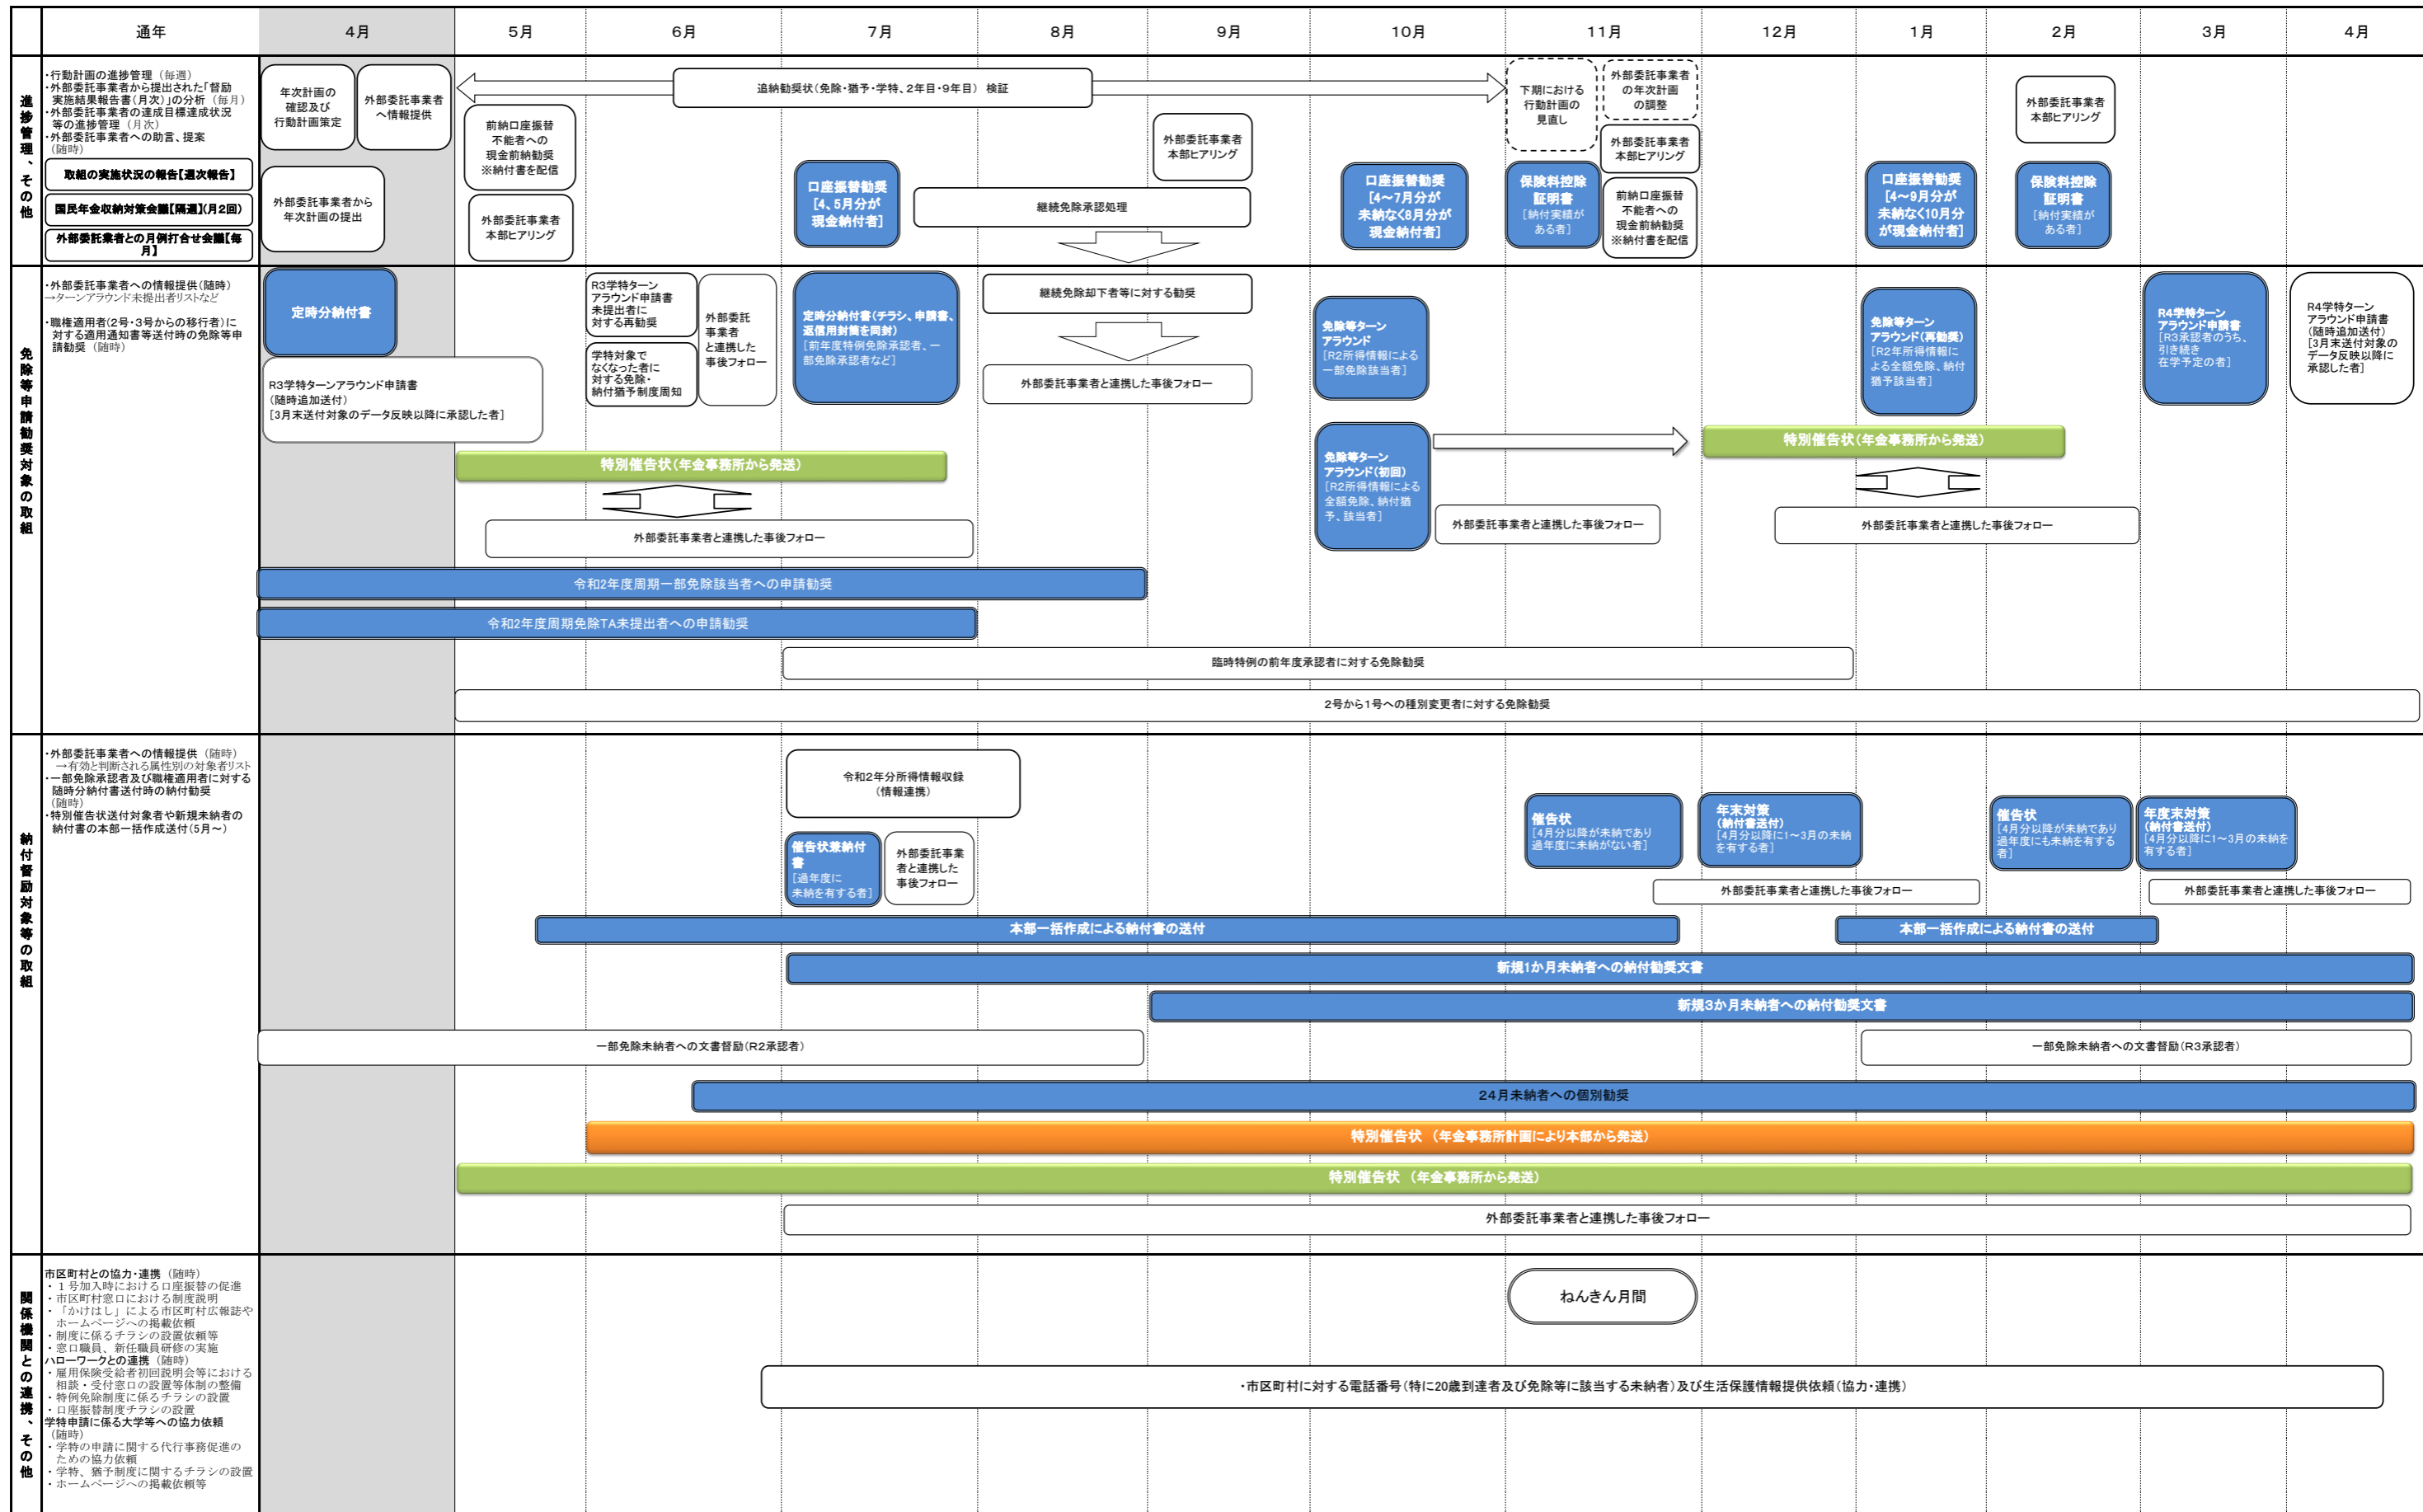 通年
4月
5月
6月
7月
8月
9月
10月
11月
12月
1月
2月
3月
4月
進捗管理、その他
・行動計画の進捗管理（毎週）
・外部委託事業者から提出された「督励
実施結果報告書(月次)」の分析（毎月）
・外部委託事業者の達成目標達成状況
等の進捗管理（月次）
・外部委託事業者への助言、提案
（随時）
取組の実施状況の報告【週次報告】
国民年金収納対策会議【隔週】(月2回)
外部委託業者との月例打合せ会議【毎
月】
年次計画の
確認及び
行動計画策定
外部委託事業者
へ情報提供
外部委託事業者から
年次計画の提出
追納勧奨状（免除・猶予・学特、2年目・9年目） 検証
前納口座振替
不能者への
現金前納勧奨
※納付書を配信
外部委託事業者
本部ヒアリング
口座振替勧奨
[4、5月分が
現金納付者]
継続免除承認処理
外部委託事業者
本部ヒアリング
口座振替勧奨
[4～7月分が
未納なく8月分が
現金納付者]
下期における
行動計画の
見直し
外部委託事業者
の年次計画
の調整
外部委託事業者
本部ヒアリング
保険料控除
証明書
[納付実績が
ある者]
前納口座振替
不能者への
現金前納勧奨
※納付書を配信
口座振替勧奨
[4～9月分が
未納なく10月分
が現金納付者]
外部委託事業者
本部ヒアリング
保険料控除
証明書
[納付実績が
ある者]
免除等申請勧奨対象の取組
・外部委託事業者への情報提供(随時)
→ターンアラウンド未提出者リストなど
・職権適用者(2号・3号からの移行者)に
対する適用通知書等送付時の免除等申
請勧奨（随時）
定時分納付書
R3学特ターンアラウンド申請書
(随時追加送付)
[3月末送付対象のデータ反映以降に承認した者]
R3学特ターン
アラウンド申請書
未提出者に
対する再勧奨
学特対象で
なくなった者に
対する免除・
納付猶予制度周知
外部委託
事業者
と連携した
事後フォロー
定時分納付書(チラシ、申請書、
返信用封筒を同封)
[前年度特例免除承認者、一
部免除承認者など]
継続免除却下者等に対する勧奨
外部委託事業者と連携した事後フォロー
免除等ターン
アラウンド
[R2所得情報による
一部免除該当者]
免除等ターン
アラウンド(再勧奨)
[R2年所得情報に
よる全額免除、納付
猶予該当者]
R4学特ターン
アラウンド申請書
[R3承認者のうち、
引き続き
在学予定の者]
R4学特ターン
アラウンド申請書
(随時追加送付)
[3月末送付対象の
データ反映以降に
承認した者]
特別催告状(年金事務所から発送)
外部委託事業者と連携した事後フォロー
免除等ターン
アラウンド(初回)
[R2所得情報による
全額免除、納付猶
予、該当者]
外部委託事業者と連携した事後フォロー
特別催告状(年金事務所から発送)
外部委託事業者と連携した事後フォロー
令和2年度周期一部免除該当者への申請勧奨
令和2年度周期免除TA未提出者への申請勧奨
臨時特例の前年度承認者に対する免除勧奨
2号から1号への種別変更者に対する免除勧奨
納付督励対象等の取組
・外部委託事業者への情報提供（随時）
→有効と判断される属性別の対象者リスト
・一部免除承認者及び職権適用者に対する
随時分納付書送付時の納付勧奨
（随時）
・特別催告状送付対象者や新規未納者の
納付書の本部一括作成送付(5月～)
令和2年分所得情報収録
(情報連携)
催告状兼納付
書
[過年度に
未納を有する者]
外部委託事業
者と連携した
事後フォロー
催告状
[4月分以降が未納であり
過年度に未納がない者]
年末対策
(納付書送付)
[4月分以降に1～3月の未納
を有する者]
催告状
[4月分以降が未納であり
過年度にも未納を有する
者]
年度末対策
(納付書送付)
[4月分以降に1～3月の未納を
有する者]
外部委託事業者と連携した事後フォロー
外部委託事業者と連携した事後フォロー
本部一括作成による納付書の送付
本部一括作成による納付書の送付
新規1か月未納者への納付勧奨文書
新規3か月未納者への納付勧奨文書
一部免除未納者への文書督励(R2承認者)
一部免除未納者への文書督励(R3承認者)
24月未納者への個別勧奨
特別催告状 （年金事務所計画により本部から発送）
特別催告状 （年金事務所から発送）
外部委託事業者と連携した事後フォロー
関係機関との連携、その他
市区町村との協力・連携（随時）
・１号加入時における口座振替の促進
・市区町村窓口における制度説明
・「かけはし」による市区町村広報誌や
ホームページへの掲載依頼
・制度に係るチラシの設置依頼等
・窓口職員、新任職員研修の実施
ハローワークとの連携（随時）
・雇用保険受給者初回説明会等における
相談・受付窓口の設置等体制の整備
・特例免除制度に係るチラシの設置
・口座振替制度チラシの設置
学特申請に係る大学等への協力依頼
（随時）
・学特の申請に関する代行事務促進の
ための協力依頼
・学特、猶予制度に関するチラシの設置
・ホームページへの掲載依頼等
ねんきん月間
・市区町村に対する電話番号(特に20歳到達者及び免除等に該当する未納者)及び生活保護情報提供依頼(協力・連携)